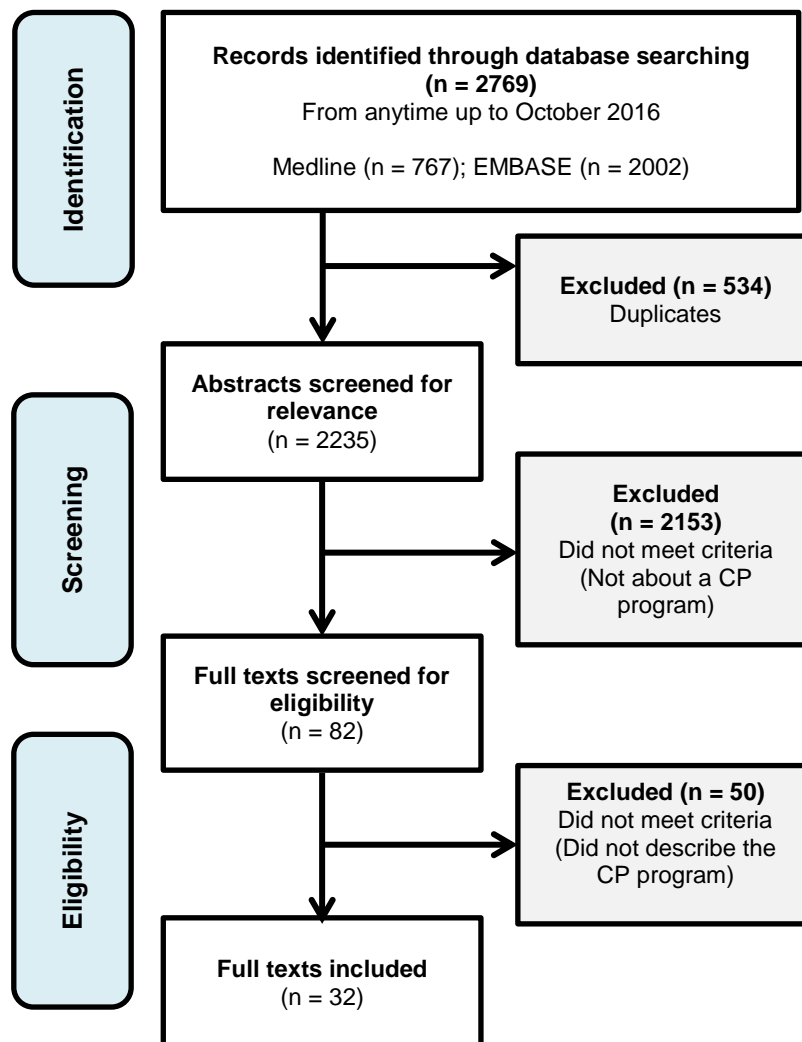 Identification
Records identified through database searching
(n = 2769)
From anytime up to October 2016
Medline (n = 767); EMBASE (n = 2002)
Excluded (n = 534)
Duplicates
Screening
Abstracts screened for
relevance
(n = 2235)
Excluded
(n = 2153)
Did not meet criteria
(Not about a CP
program)
Full texts screened for
eligibility
(n = 82)
Eligibility
Excluded (n = 50)
Did not meet criteria
(Did not describe the
CP program)
Full texts included
(n = 32)